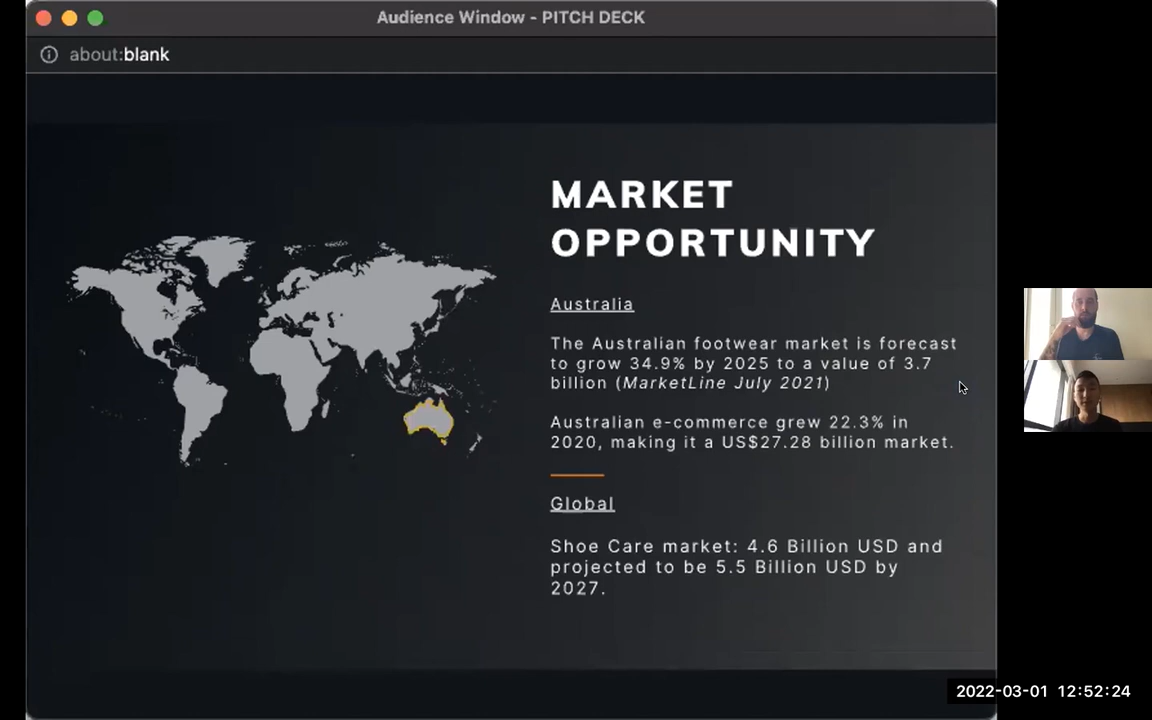 Audience Window - PITCH DECK
about:blank
MARKET
OPPORTUNITY
Australia
The Australian footwear market is forecast
to grow 34.9% by 2025 to a value of 3.7
billion (MarketLine July 2021)
Australian e-commerce grew 22.3% in
2020, making it a US$27.28 billion market.
Global
Shoe Care market: 4.6 Billion USD and
projected to be 5.5 Billion USD by
2027.
2022-03-01 12:52:24